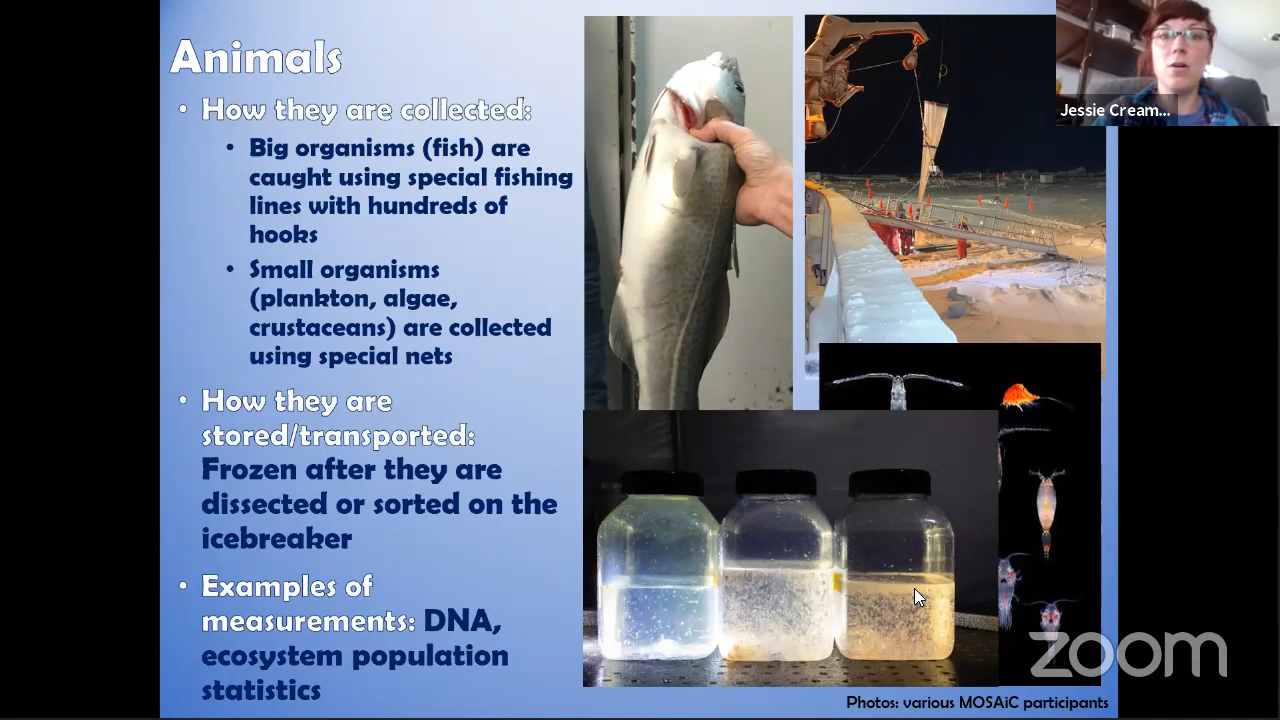 Animals
• How they are collected:
• Big organisms (fish) are
caught using special fishing
lines with hundreds of
hooks
• Small organisms
(plankton, algae,
crustaceans) are collected
using special nets
• How they are
stored/transported:
Frozen after they are
dissected or sorted on the
icebreaker
• Examples of
measurements: DNA,
ecosystem population
statistics
Jessie Cream...
zoom
Photos: various MOSAiC participants